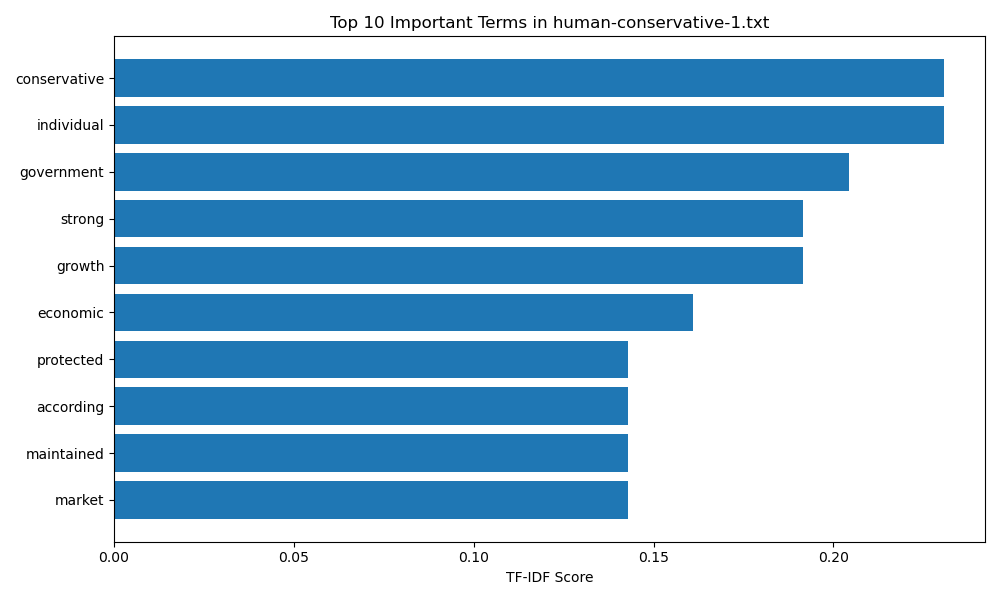 Top 10 Important Terms in human-conservative-1.txt
conservative
individual
government
strong
growth
economic
protected
according
maintained
market
0.00 0.05 0.10 0.15 0.20
TF-IDF Score